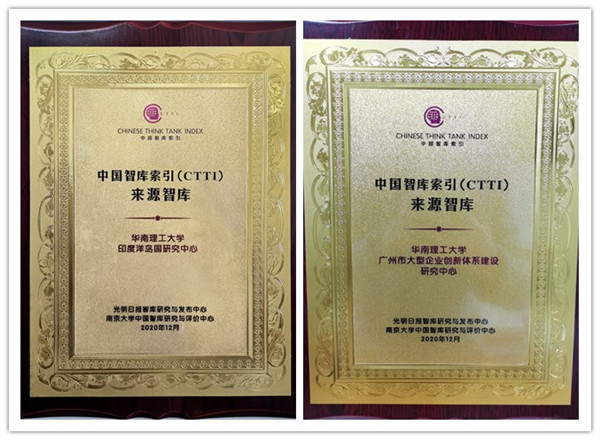 CTTI
CHINESE THINK TANK INDEX
中国智库索引
中国智库索引(CTTI)
来源智库
华南理工大学
印度洋岛国研究中心
光明日报智库研究与发布中心
南京大学中国智库研究与评价中心
2020年12月
CTTI
CHINESE THINK TANK INDEX
中国智库索引
中国智库索引(CTTI)
来源智库
华南理工大学
广州市大型企业创新体系建设
研究中心
光明日报智库研究与发布中心
南京大学中国智库研究与评价中心
2020年12月